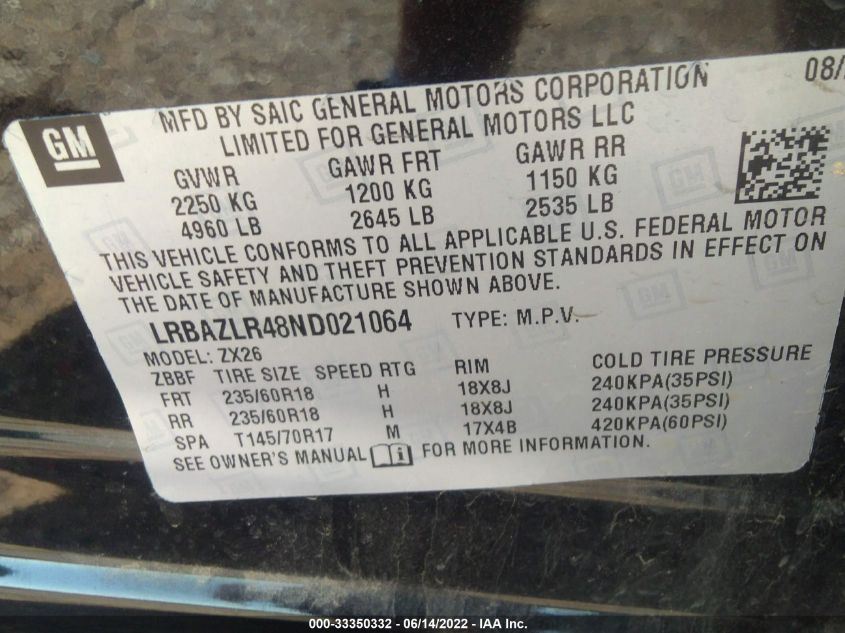 MFD BY SAIC GENERAL MOTORS CORPORATION 08/
LIMITED FOR GENERAL MOTORS LLC
GM
GVWR GAWR FRT GAWR RR
2250 KG 1200 KG 1150 KG
4960 LB 2645 LB 2535 LB
THIS VEHICLE CONFORMS TO ALL APPLICABLE U.S. FEDERAL MOTOR
VEHICLE SAFETY AND THEFT PREVENTION STANDARDS IN EFFECT ON
THE DATE OF MANUFACTURE SHOWN ABOVE.
LRBAZLR48ND021064 TYPE: M.P.V.
MODEL: ZX26
ZBBF TIRE SIZE SPEED RTG RIM COLD TIRE PRESSURE
FRT 235/60R18 H 18X8J 240KPA(35PSI)
RR 235/60R18 H 18X8J 240KPA(35PSI)
SPA T145/70R17 M 17X4B 420KPA(60PSI)
SEE OWNER'S MANUAL FOR MORE INFORMATION.
000-33350332 - 06/14/2022 - IAA Inc.